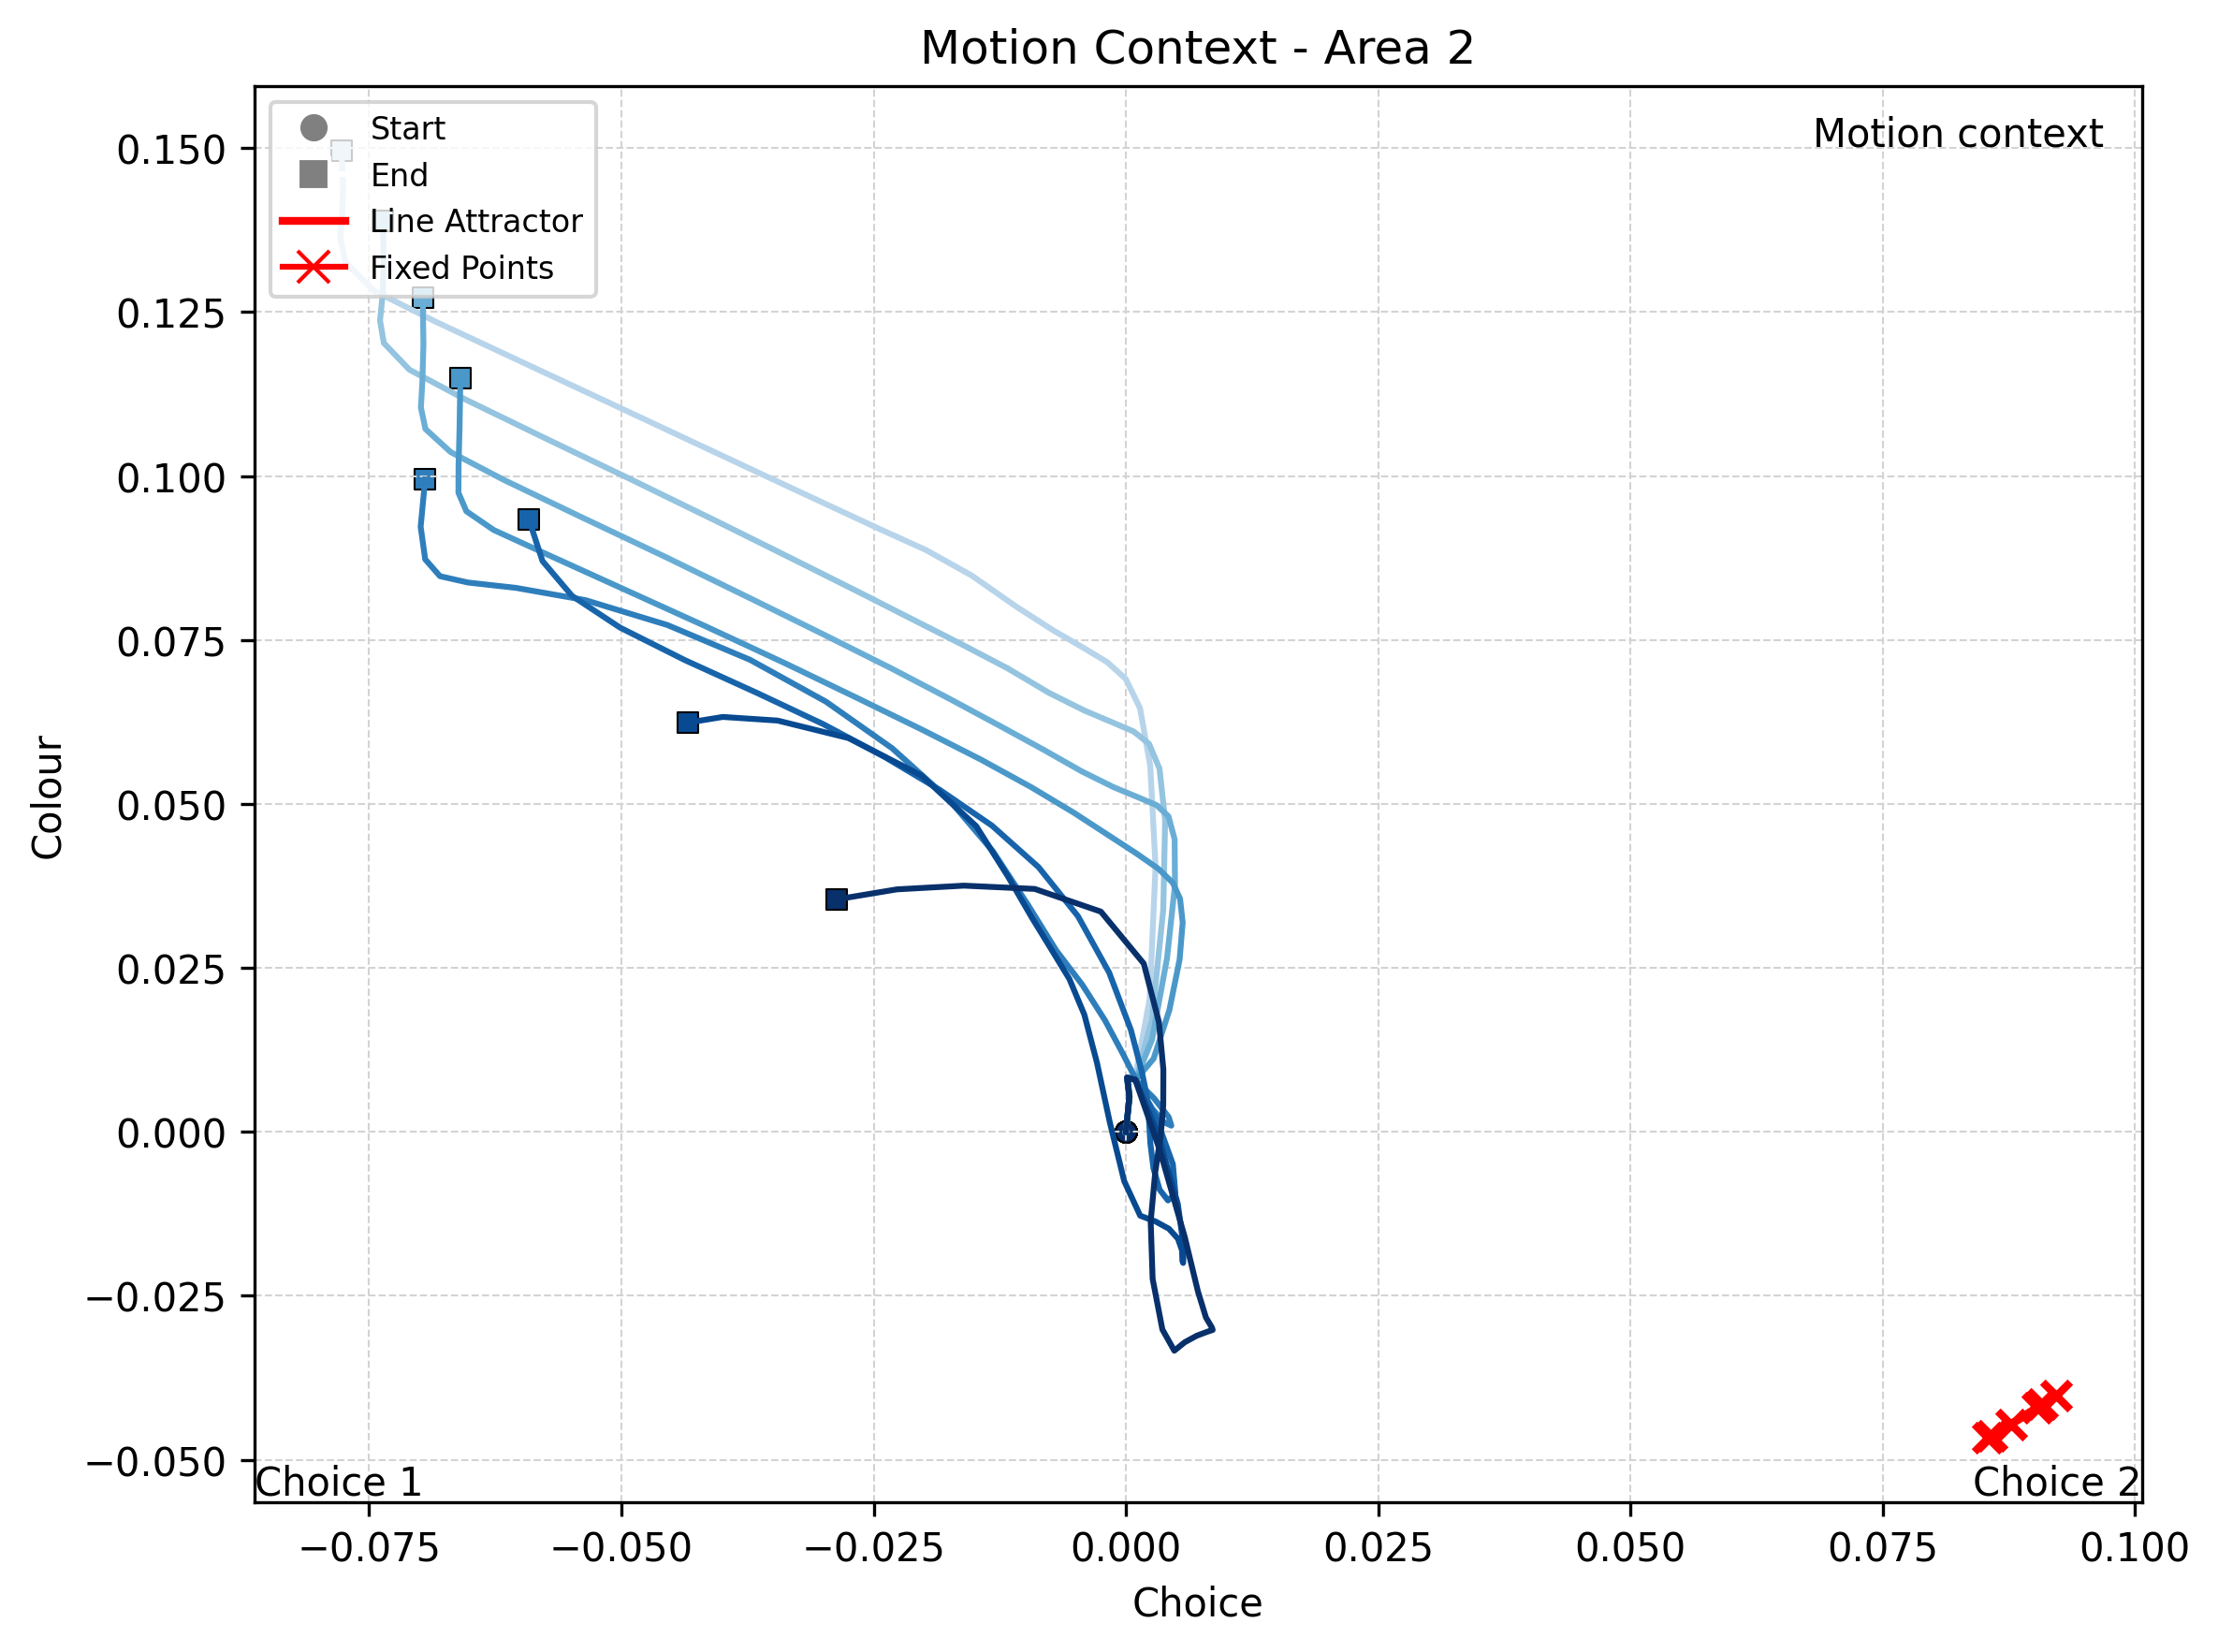 Motion Context - Area 2
Start
End
Line Attractor
Fixed Points
Motion context
0.150
0.125
0.100
0.075
0.050
0.025
0.000
−0.025
−0.050
Colour
Choice 1
Choice 2
−0.075 −0.050 −0.025 0.000 0.025 0.050 0.075 0.100
Choice